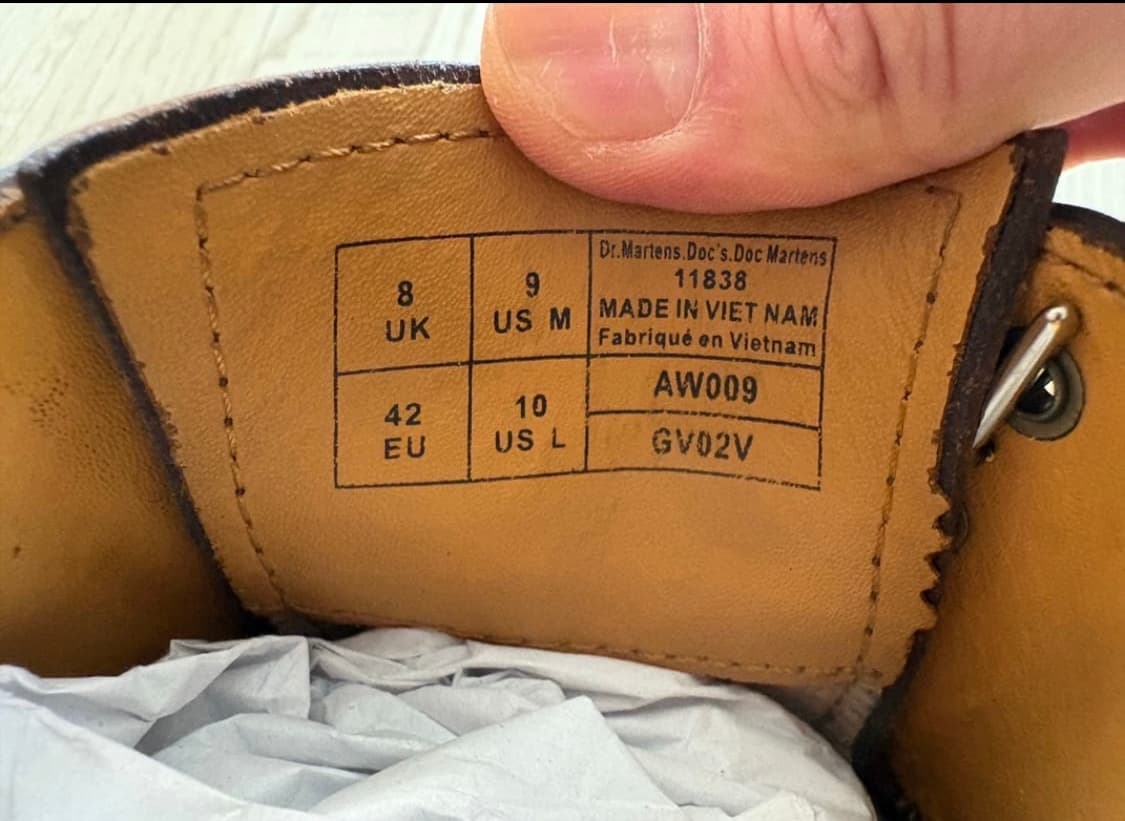 8
UK
9
US M
Dr.Martens.Doc's.Doc Martens
11838
MADE IN VIET NAM
Fabriqué en Vietnam
42
EU
10
US L
AW009
GV02V